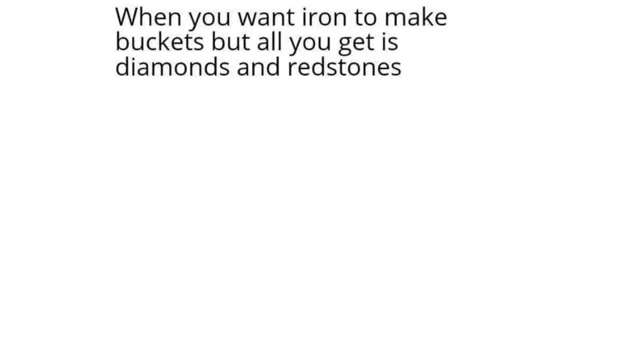 When you want iron to make
buckets but all you get is
diamonds and redstones